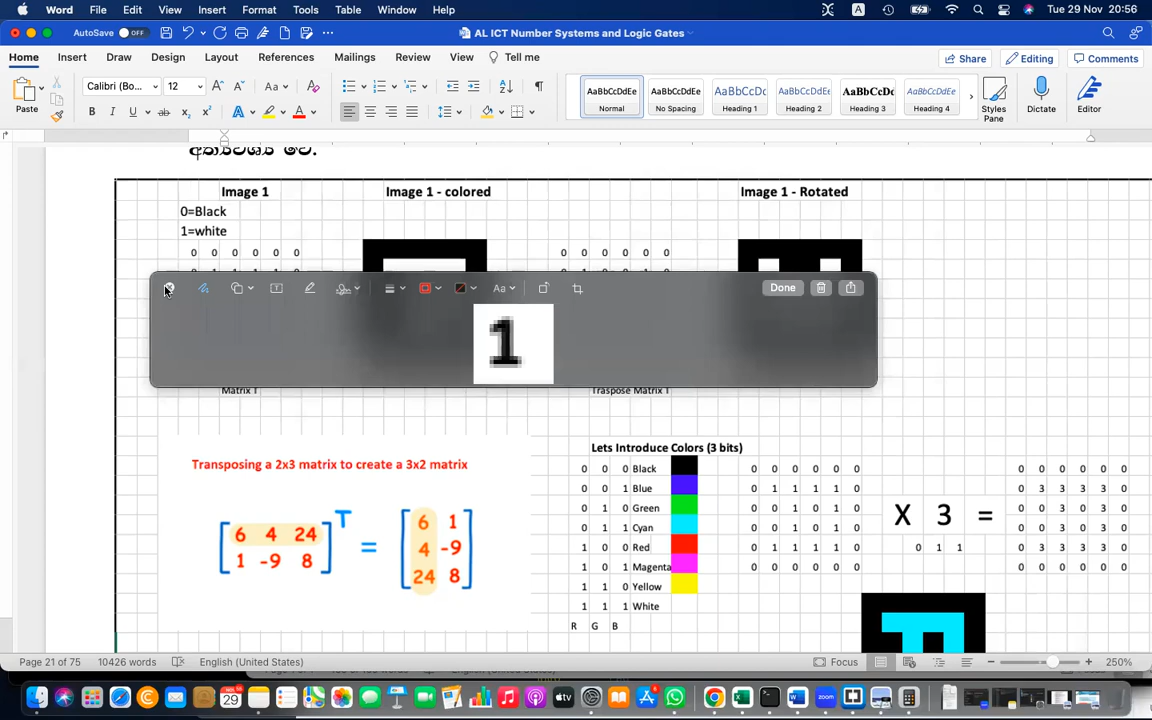 Word File Edit View Insert Format Tools Table Window Help A Tue 29 Nov 20:56
AutoSave OFF AL ICT Number Systems and Logic Gates
Home Insert Draw Design Layout References Mailings Review View Tell me Share Editing Comments
Paste Calibri (Bo... 12 Aa
B I U ab x₂ x² A A
AaBbCcDdEe Normal
AaBbCcDdEe No Spacing
AaBbCcDc Heading 1
AaBbCcDdEe Heading 2
AaBbCcDc Heading 3
AaBbCcDdEe Heading 4
Styles Pane
Dictate
Editor
Image 1 Image 1 - colored Image 1 - Rotated
0=Black
1=white
0 0 0 0 0 0 0 0 0 0 0 0
Aa Done
1
Matrix 1 Traspose Matrix 1
Transposing a 2x3 matrix to create a 3x2 matrix
6 4 24 T = 6 1
1 -9 8 4 -9
24 8
Lets Introduce Colors (3 bits)
0 0 0 Black
0 0 1 Blue
0 1 0 Green
0 1 1 Cyan
1 0 0 Red
1 0 1 Magenta
1 1 0 Yellow
1 1 1 White
R G B
0 0 0 0 0 0
0 1 1 1 1 0
0 0 1 0 1 0
0 0 1 0 1 0
0 1 1 1 1 0
0 0 0 0 0 0
X 3 =
0 1 1
0 0 0 0 0 0
0 3 3 3 3 0
0 0 3 0 3 0
0 0 3 0 3 0
0 3 3 3 3 0
0 0 0 0 0 0
Page 21 of 75 10426 words English (United States) Focus 250%
29
zoom